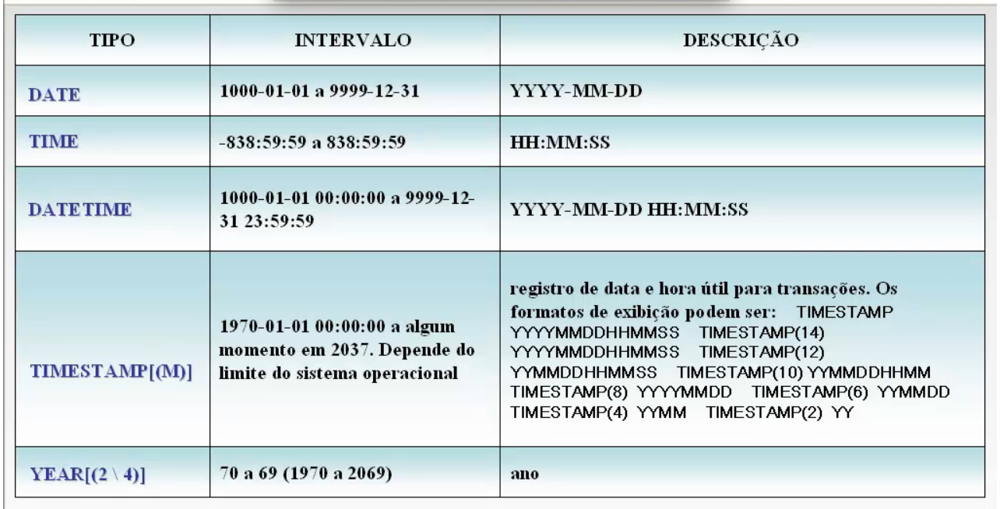 TIPO INTERVALO DESCRIÇÃO
DATE 1000-01-01 a 9999-12-31 YYYY-MM-DD
TIME -838:59:59 a 838:59:59 HH:MM:SS
DATETIME
1000-01-01 00:00:00 a 9999-12-
31 23:59:59
YYYY-MM-DD HH:MM:SS
TIMESTAMP[(M)]
1970-01-01 00:00:00 a algum
momento em 2037. Depende do
limite do sistema operacional
registro de data e hora útil para transações. Os
formatos de exibição podem ser: TIMESTAMP
YYYYMMDDHHMMSS TIMESTAMP(14)
YYYYMMDDHHMMSS TIMESTAMP(12)
YYMMDDHHMMSS TIMESTAMP(10) YYMMDDHHMM
TIMESTAMP(8) YYYYMMDD TIMESTAMP(6) YYMMDD
TIMESTAMP(4) YYMM TIMESTAMP(2) YY
YEAR[(2 \ 4)] 70 a 69 (1970 a 2069) ano